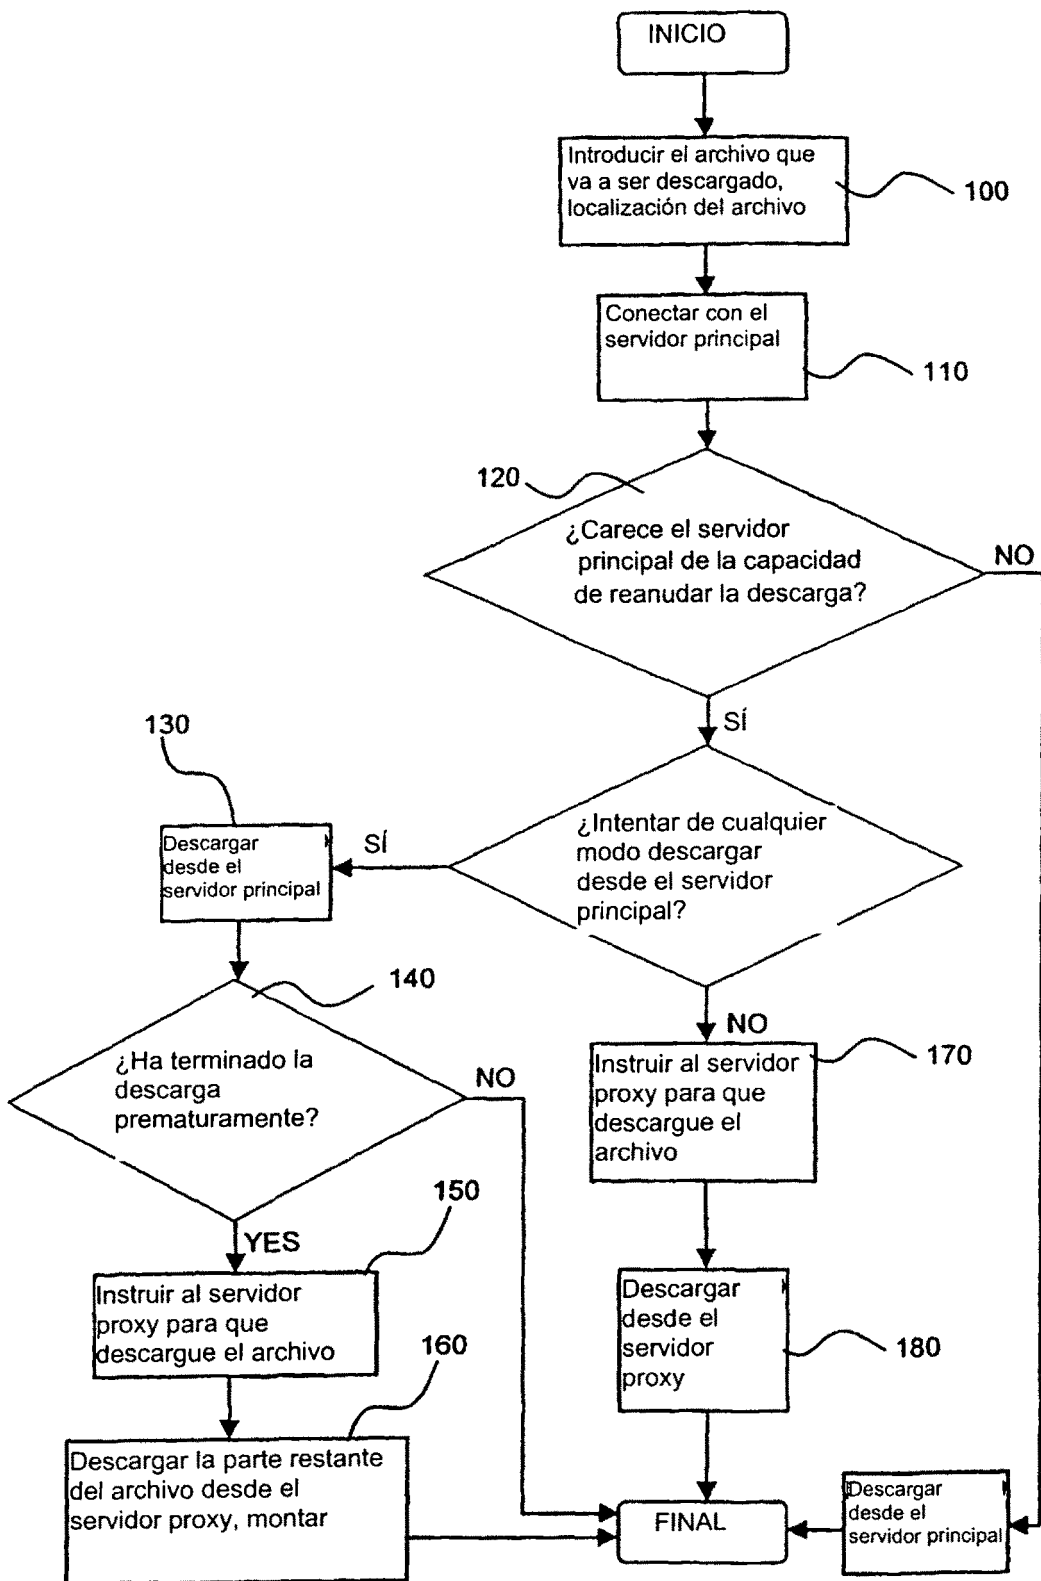 INICIO
Introducir el archivo que
va a ser descargado,
localización del archivo
100
Conectar con el
servidor principal
110
120
¿Carece el servidor
principal de la capacidad
de reanudar la descarga?
NO
SÍ
130
Descargar
desde el
servidor principal
SÍ
¿Intentar de cualquier
modo descargar
desde el servidor
principal?
140
¿Ha terminado la
descarga
prematuramente?
NO
NO
Instruir al servidor
proxy para que
descargue el
archivo
170
YES
150
Instruir al servidor
proxy para que
descargue el archivo
Descargar
desde el
servidor
proxy
180
160
Descargar la parte restante
del archivo desde el
servidor proxy, montar
FINAL
Descargar
desde el
servidor principal